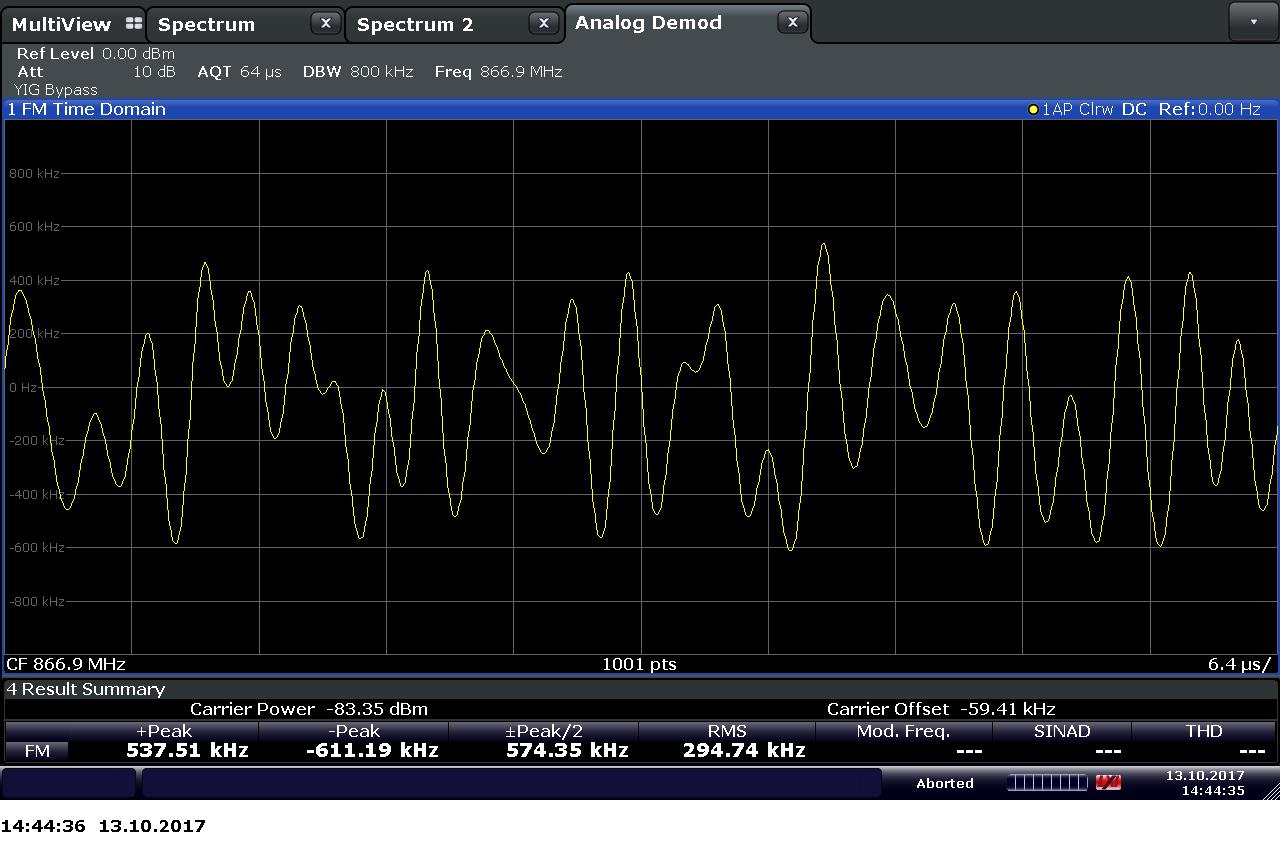 MultiView Spectrum Spectrum 2 Analog Demod
Ref Level 0.00 dBm
Att 10 dB AQT 64 µs DBW 800 kHz Freq 866.9 MHz
YIG Bypass
1 FM Time Domain 1AP Clrw DC Ref:0.00 Hz
800 kHz
600 kHz
400 kHz
200 kHz
0 Hz
-200 kHz
-400 kHz
-600 kHz
-800 kHz
CF 866.9 MHz 1001 pts 6.4 µs/
4 Result Summary
Carrier Power -83.35 dBm Carrier Offset -59.41 kHz
+Peak -Peak ±Peak/2 RMS Mod. Freq. SINAD THD
FM 537.51 kHz -611.19 kHz 574.35 kHz 294.74 kHz --- --- ---
Aborted 13.10.2017
14:44:35
14:44:36 13.10.2017